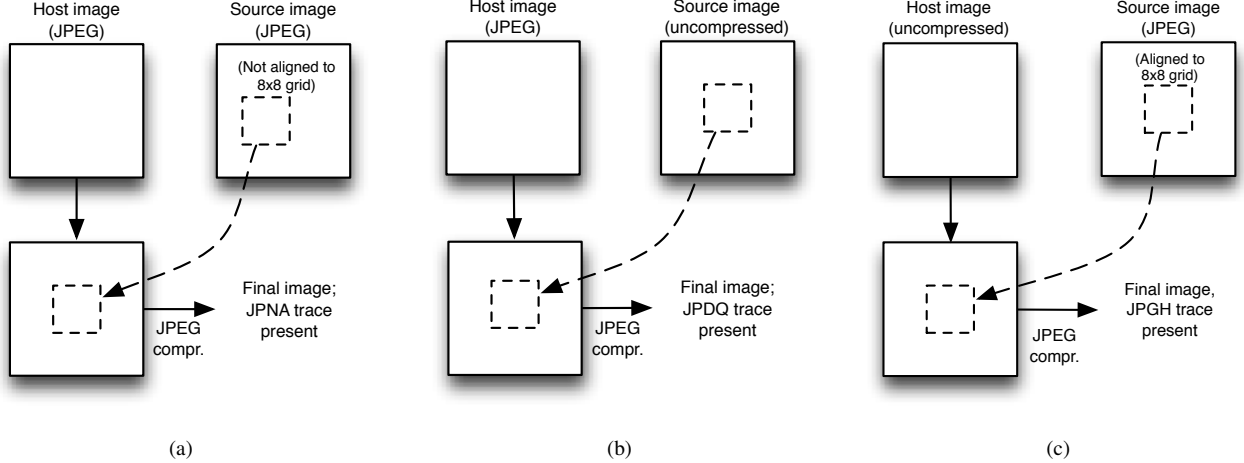 Host image
(JPEG)
Source image
(JPEG)
(Not aligned to
8x8 grid)
JPEG
compr.
Final image;
JPNA trace
present
(a)
Host image
(JPEG)
Source image
(uncompressed)
JPEG
compr.
Final image;
JPDQ trace
present
(b)
Host image
(uncompressed)
Source image
(JPEG)
(Aligned to
8x8 grid)
JPEG
compr.
Final image,
JPGH trace
present
(c)